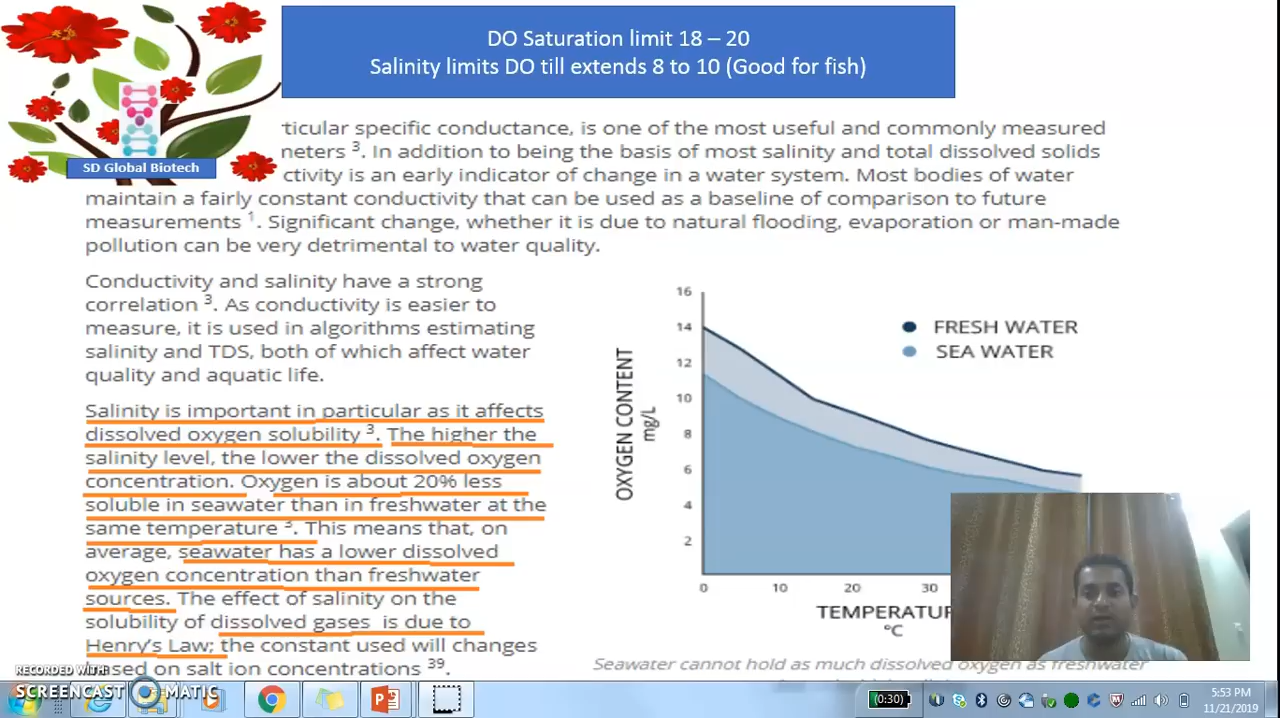 DO Saturation limit 18 – 20
Salinity limits DO till extends 8 to 10 (Good for fish)
SD Global Biotech
ticular specific conductance, is one of the most useful and commonly measured
neters 3. In addition to being the basis of most salinity and total dissolved solids
ctivity is an early indicator of change in a water system. Most bodies of water
maintain a fairly constant conductivity that can be used as a baseline of comparison to future
measurements 1. Significant change, whether it is due to natural flooding, evaporation or man-made
pollution can be very detrimental to water quality.
Conductivity and salinity have a strong
correlation 3. As conductivity is easier to
measure, it is used in algorithms estimating
salinity and TDS, both of which affect water
quality and aquatic life.
Salinity is important in particular as it affects
dissolved oxygen solubility 3. The higher the
salinity level, the lower the dissolved oxygen
concentration. Oxygen is about 20% less
soluble in seawater than in freshwater at the
same temperature 3. This means that, on
average, seawater has a lower dissolved
oxygen concentration than freshwater
sources. The effect of salinity on the
solubility of dissolved gases is due to
Henry's Law; the constant used will changes
based on salt ion concentrations 39.
16
14
12
10
8
6
4
2
OXYGEN CONTENT
mg/L
FRESH WATER
SEA WATER
0 10 20 30
TEMPERATUR
°C
Seawater cannot hold as much dissolved oxygen as freshwater
RECORDED WITH
SCREENCAST MATIC
(0:30)
5:53 PM
11/21/2019